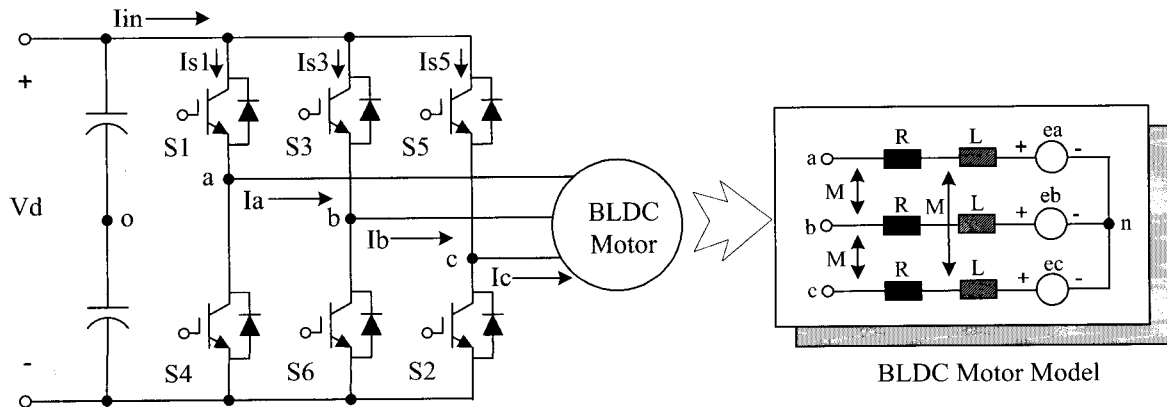 Iin
+
Is1
Is3
Is5
S1
S3
S5
a
Ia
Vd
o
b
Ib
c
Ic
BLDC
Motor
S4
S6
S2
-
a
R
L
+
ea
-
M
M
b
R
L
+
eb
-
n
M
c
R
L
+
ec
-
BLDC Motor Model